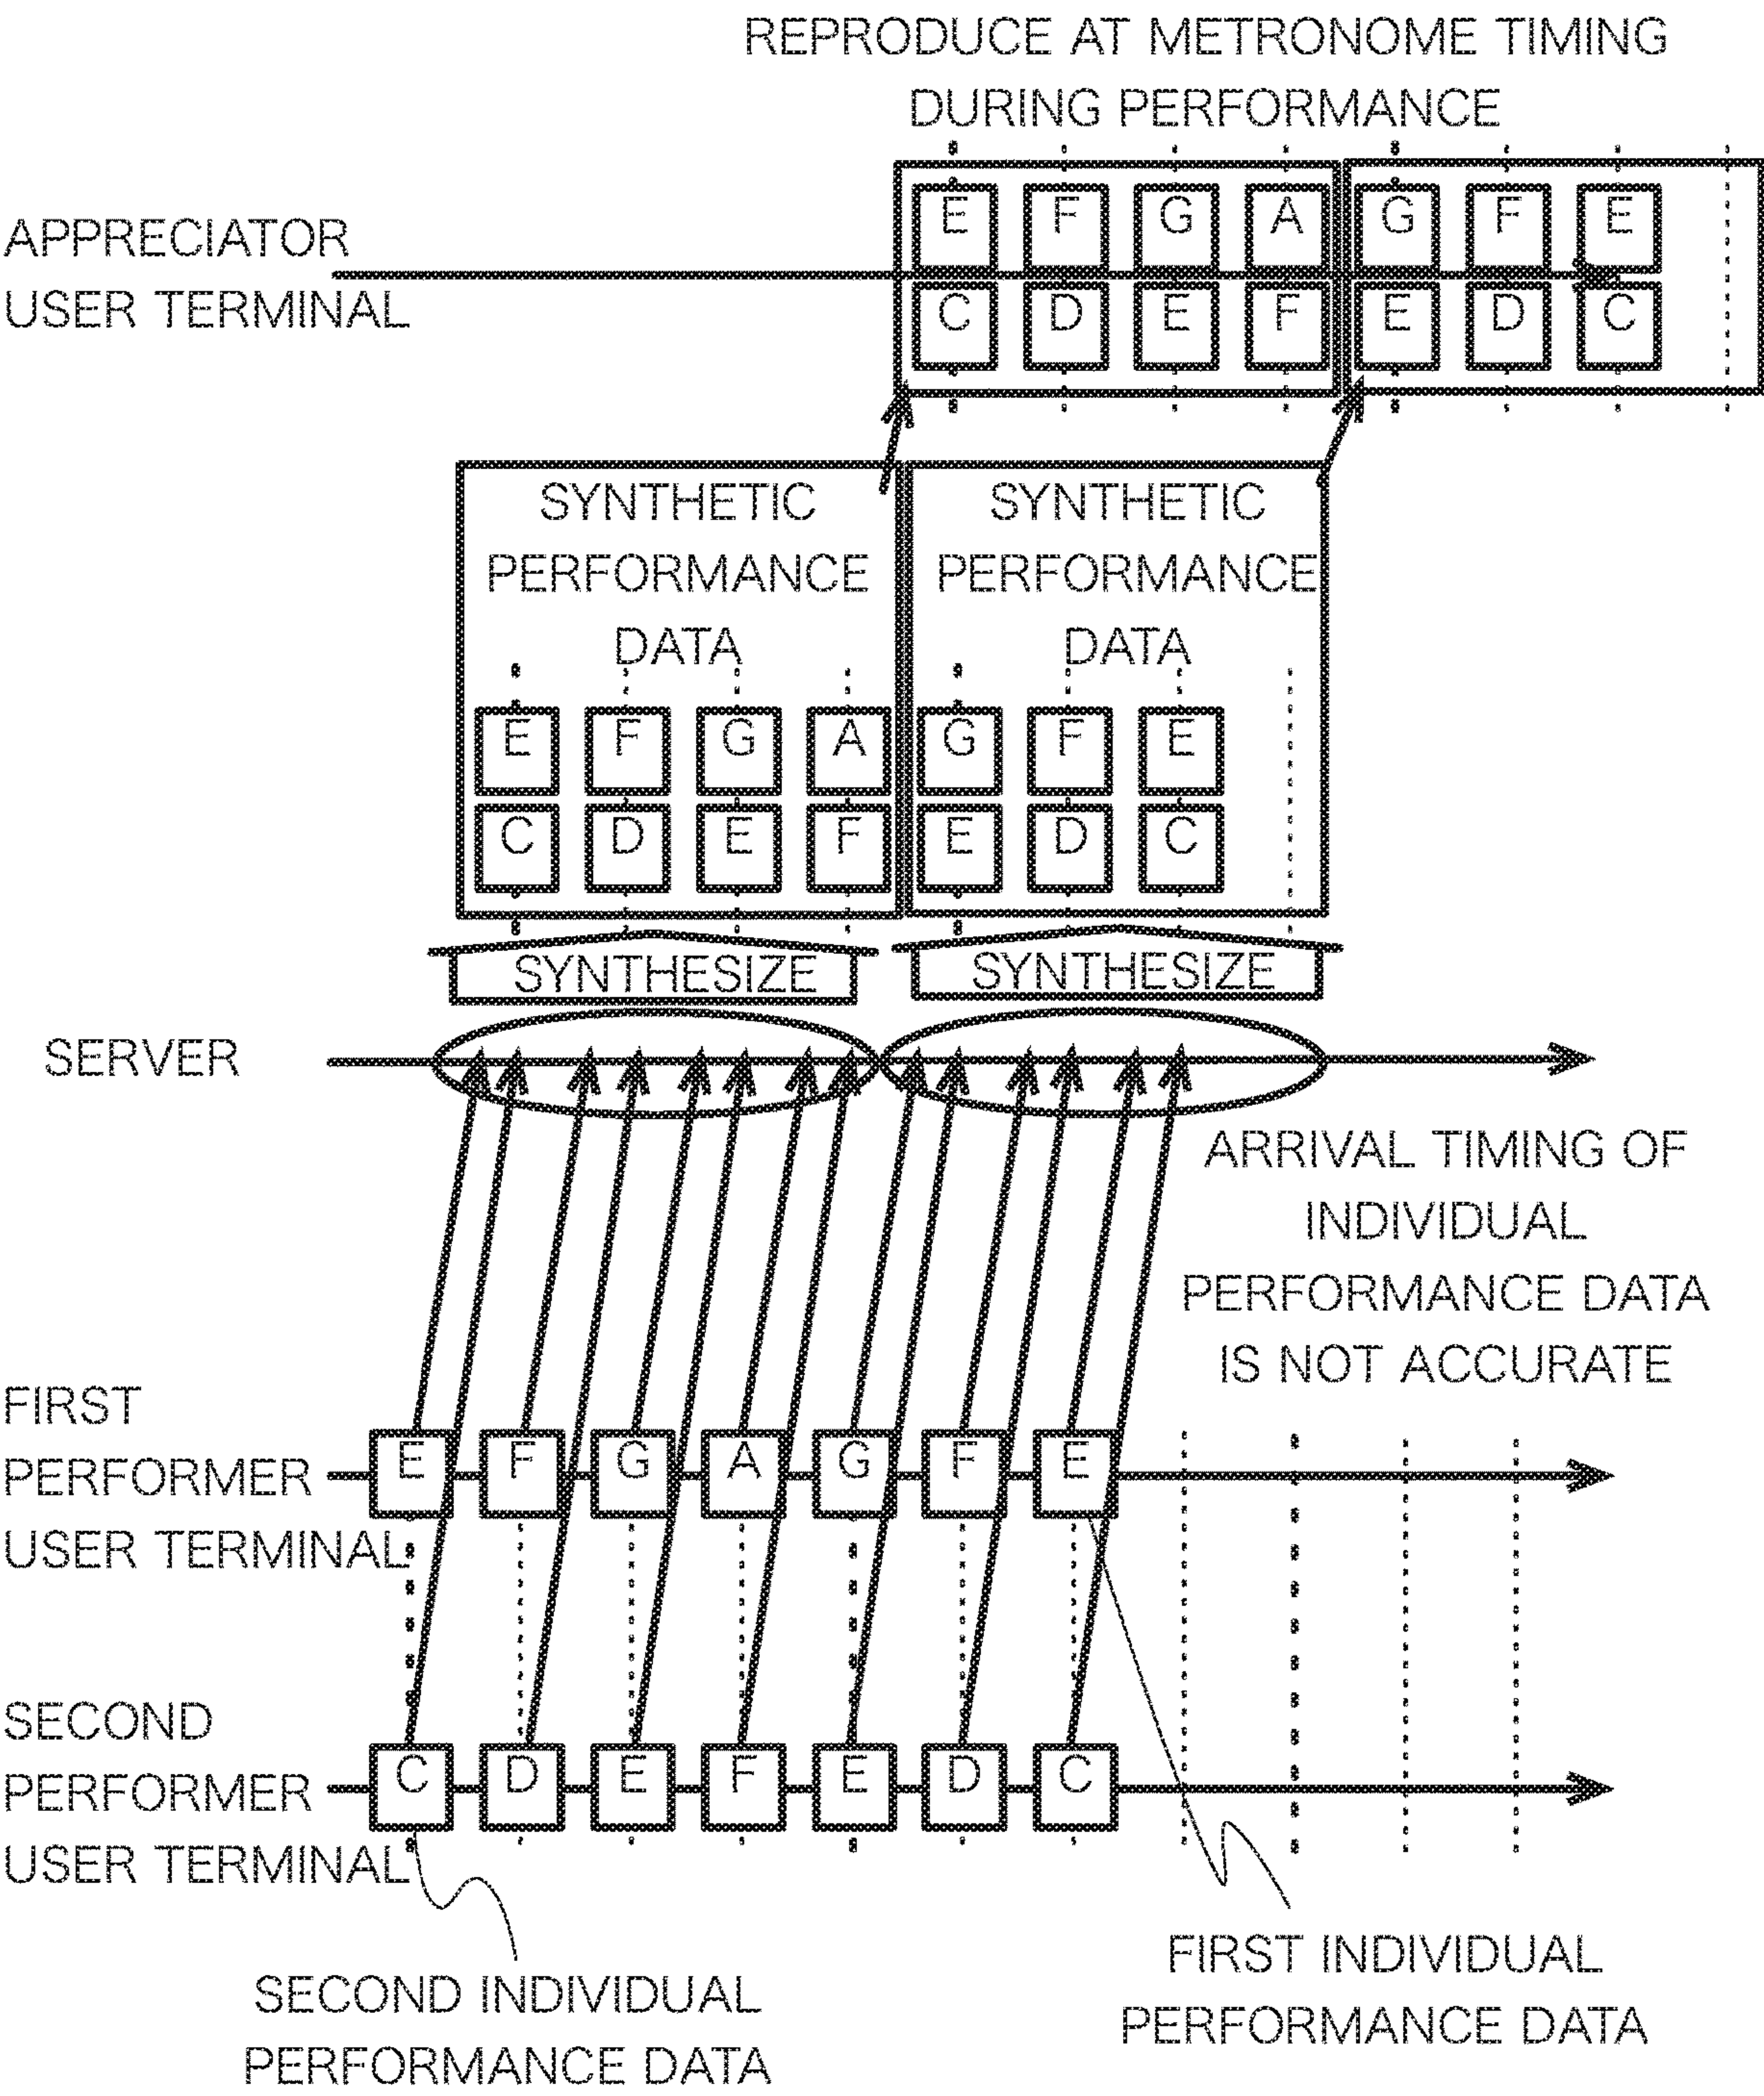 REPRODUCE AT METRONOME TIMING
DURING PERFORMANCE
E F G A G F E
APPRECIATOR
USER TERMINAL
C D E F E D C
SYNTHETIC
PERFORMANCE
DATA
SYNTHETIC
PERFORMANCE
DATA
E F G A G F E
C D E F E D C
SYNTHESIZE
SYNTHESIZE
SERVER
ARRIVAL TIMING OF
INDIVIDUAL
PERFORMANCE DATA
IS NOT ACCURATE
FIRST
PERFORMER
USER TERMINAL
E F G A G F E
SECOND
PERFORMER
USER TERMINAL
C D E F E D C
FIRST INDIVIDUAL
PERFORMANCE DATA
SECOND INDIVIDUAL
PERFORMANCE DATA